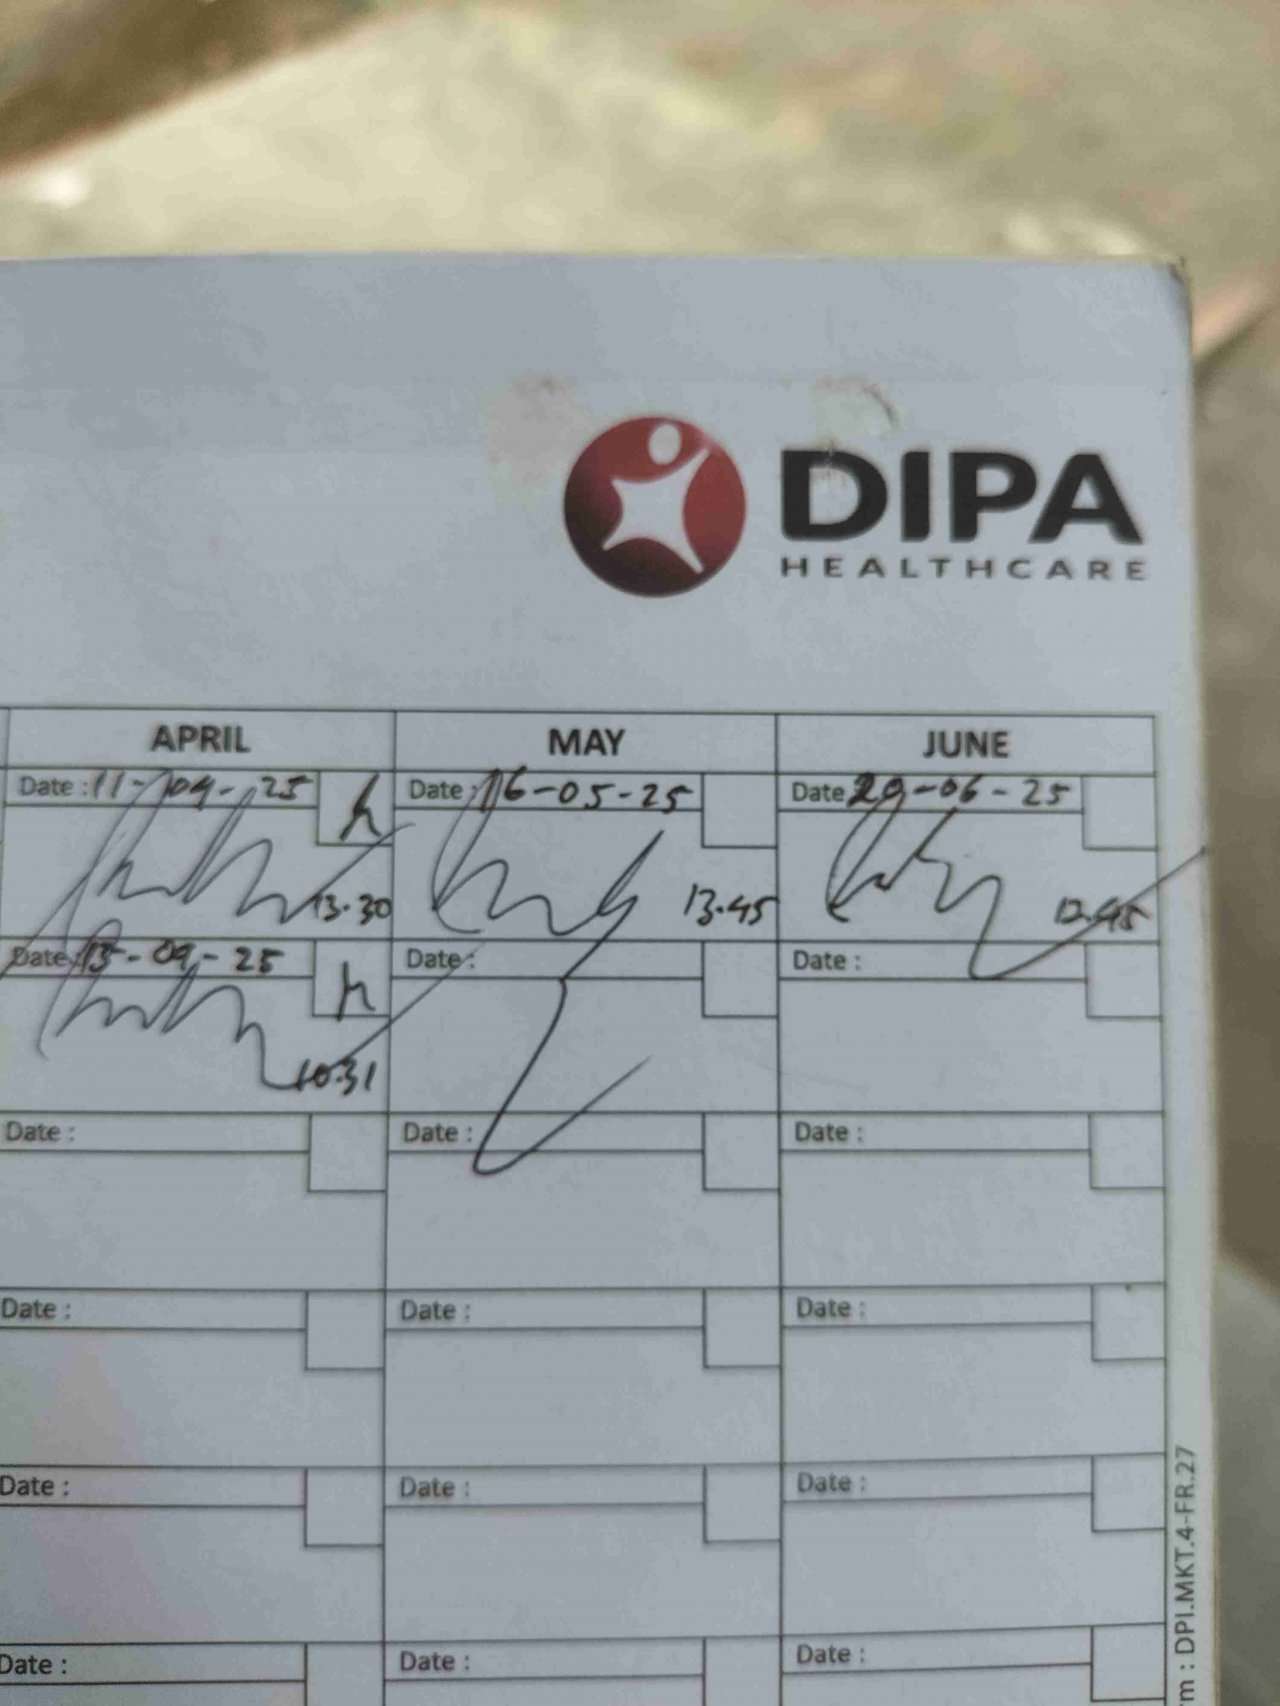 DIPA
HEALTHCARE
APRIL MAY JUNE
Date : 11-04-25 h Date : 16-05-25 Date 29-06-25
13.30 13.45 12.45
Date : 13-04-25 h Date : Date :
10.31
Date : Date : Date :
Date : Date : Date :
Date : Date : Date :
Date : Date : Date :
m : DPI.MKT.4-FR.27